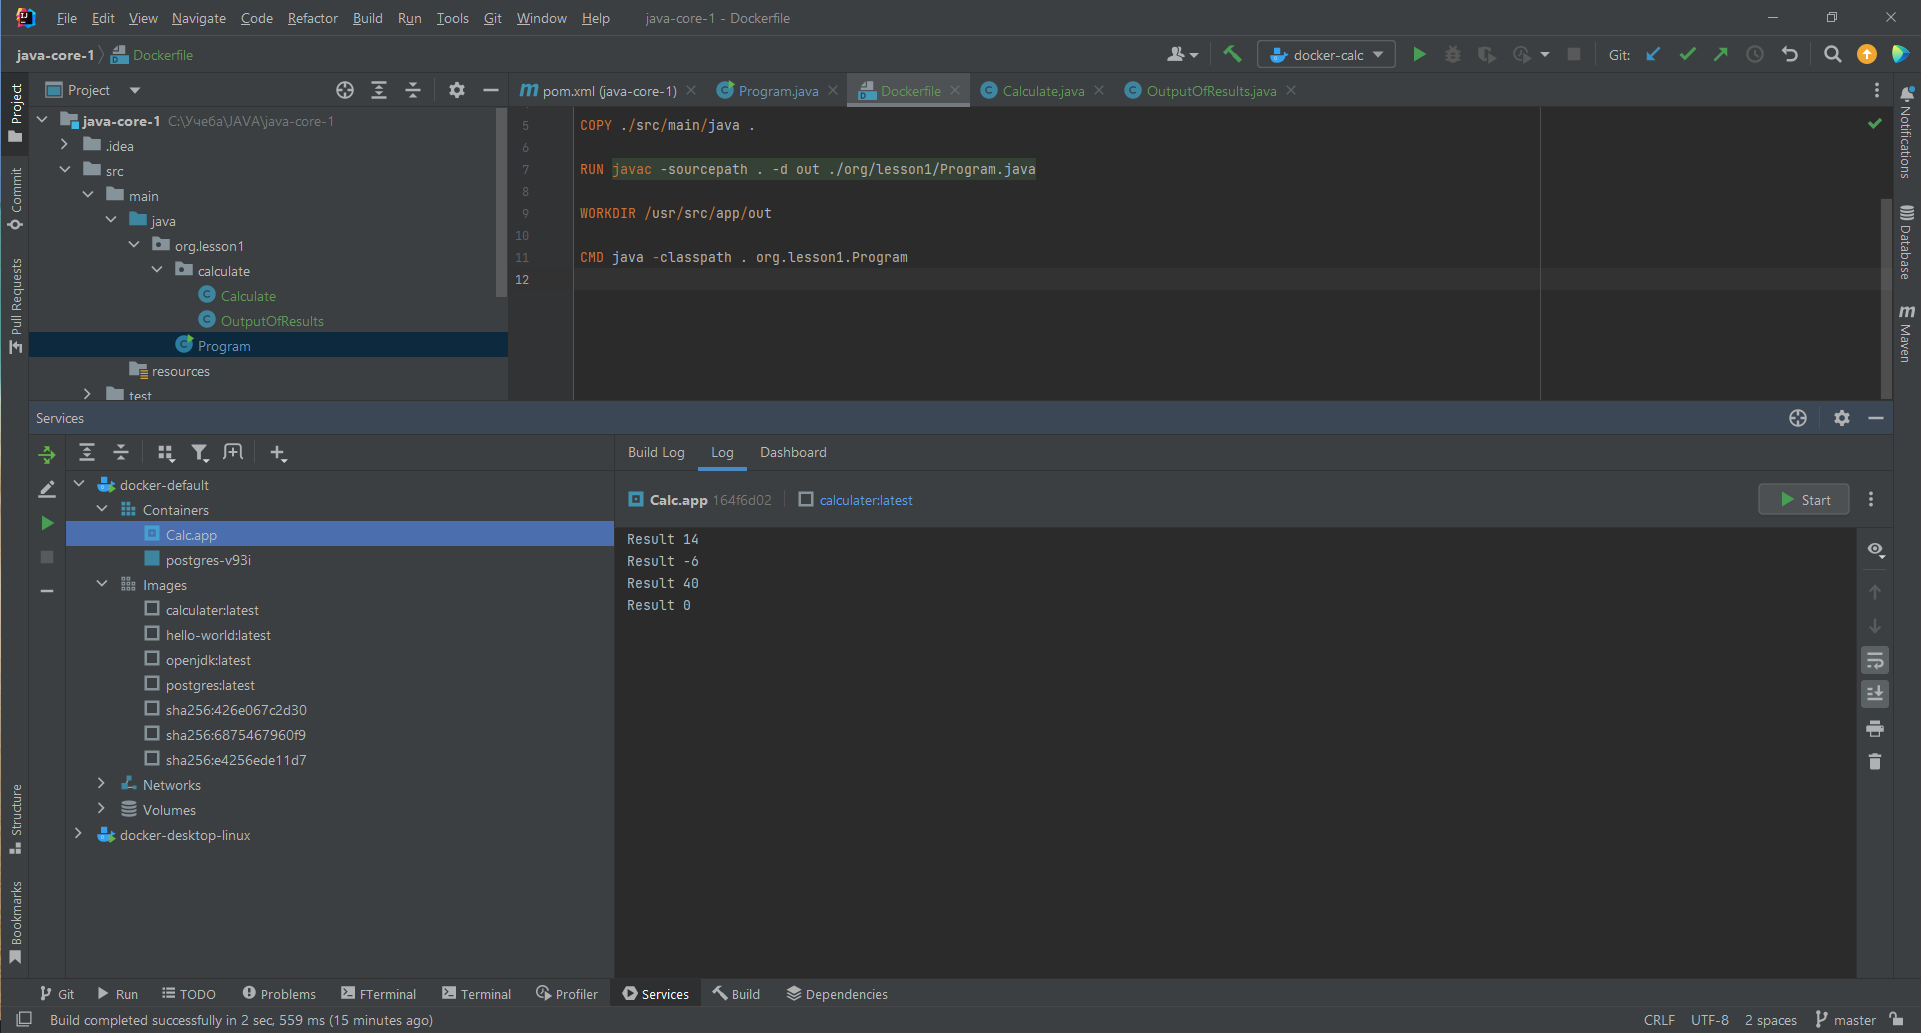 File Edit View Navigate Code Refactor Build Run Tools Git Window Help java-core-1 - Dockerfile
java-core-1 Dockerfile docker-calc Git:
Project pom.xml (java-core-1) Program.java Dockerfile Calculate.java OutputOfResults.java
java-core-1 C:\Учеба\JAVA\java-core-1
.idea
src
main
java
org.lesson1
calculate
Calculate
OutputOfResults
Program
resources
test
5 COPY ./src/main/java .
6
7 RUN javac -sourcepath . -d out ./org/lesson1/Program.java
8
9 WORKDIR /usr/src/app/out
10
11 CMD java -classpath . org.lesson1.Program
12
Project
Commit
Pull Requests
Structure
Bookmarks
Notifications
Database
Maven
Services
docker-default
Containers
Calc.app
postgres-v93i
Images
calculater:latest
hello-world:latest
openjdk:latest
postgres:latest
sha256:426e067c2d30
sha256:6875467960f9
sha256:e4256ede11d7
Networks
Volumes
docker-desktop-linux
Build Log Log Dashboard
Calc.app 164f6d02 calculater:latest Start
Result 14
Result -6
Result 40
Result 0
Git Run TODO Problems FTerminal Terminal Profiler Services Build Dependencies
Build completed successfully in 2 sec, 559 ms (15 minutes ago) CRLF UTF-8 2 spaces master